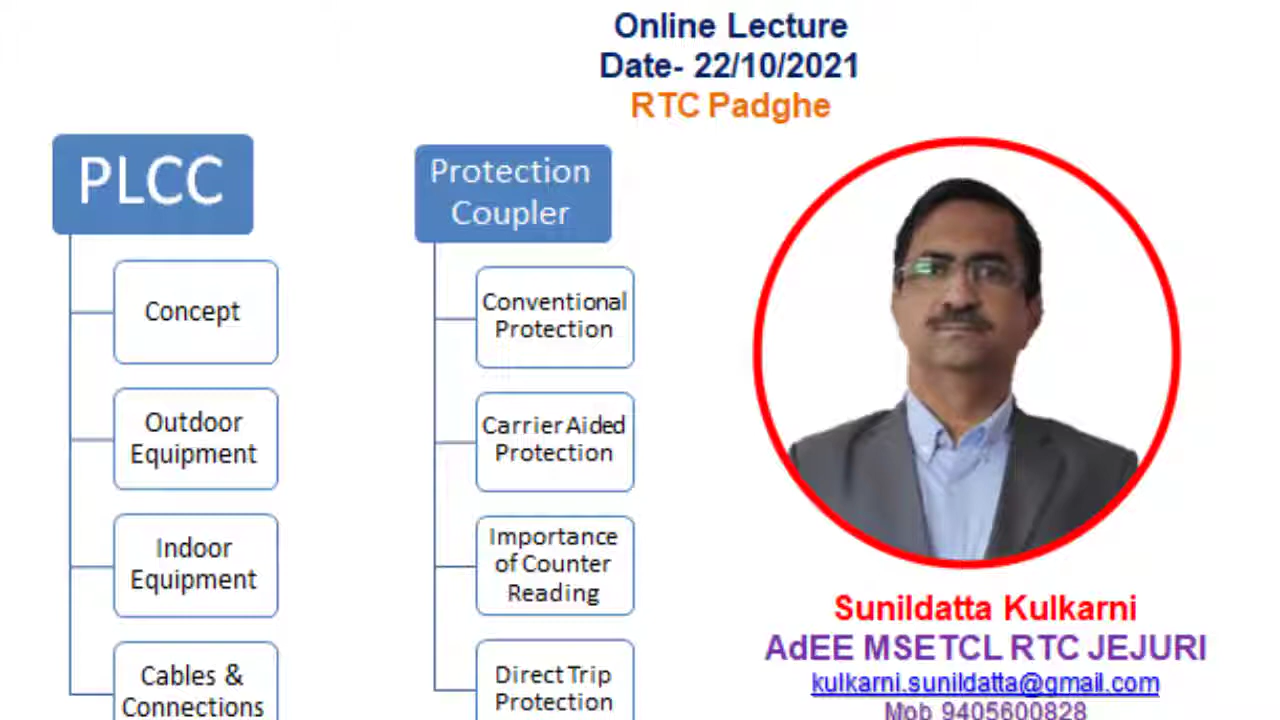 Online Lecture
Date- 22/10/2021
RTC Padghe
PLCC
Concept
Outdoor
Equipment
Indoor
Equipment
Cables &
Connections
Protection
Coupler
Conventional
Protection
Carrier Aided
Protection
Importance
of Counter
Reading
Direct Trip
Protection
Sunildatta Kulkarni
AdEE MSETCL RTC JEJURI
kulkarni.sunildatta@gmail.com
Mob 9405600828